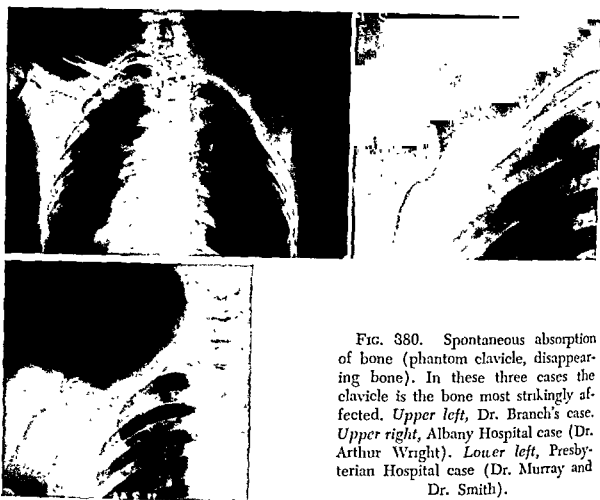 FIG. 380. Spontaneous absorption
of bone (phantom clavicle, disappear-
ing bone). In these three cases the
clavicle is the bone most strikingly af-
fected. Upper left, Dr. Branch's case.
Upper right, Albany Hospital case (Dr.
Arthur Wright). Lower left, Presby-
terian Hospital case (Dr. Murray and
Dr. Smith).